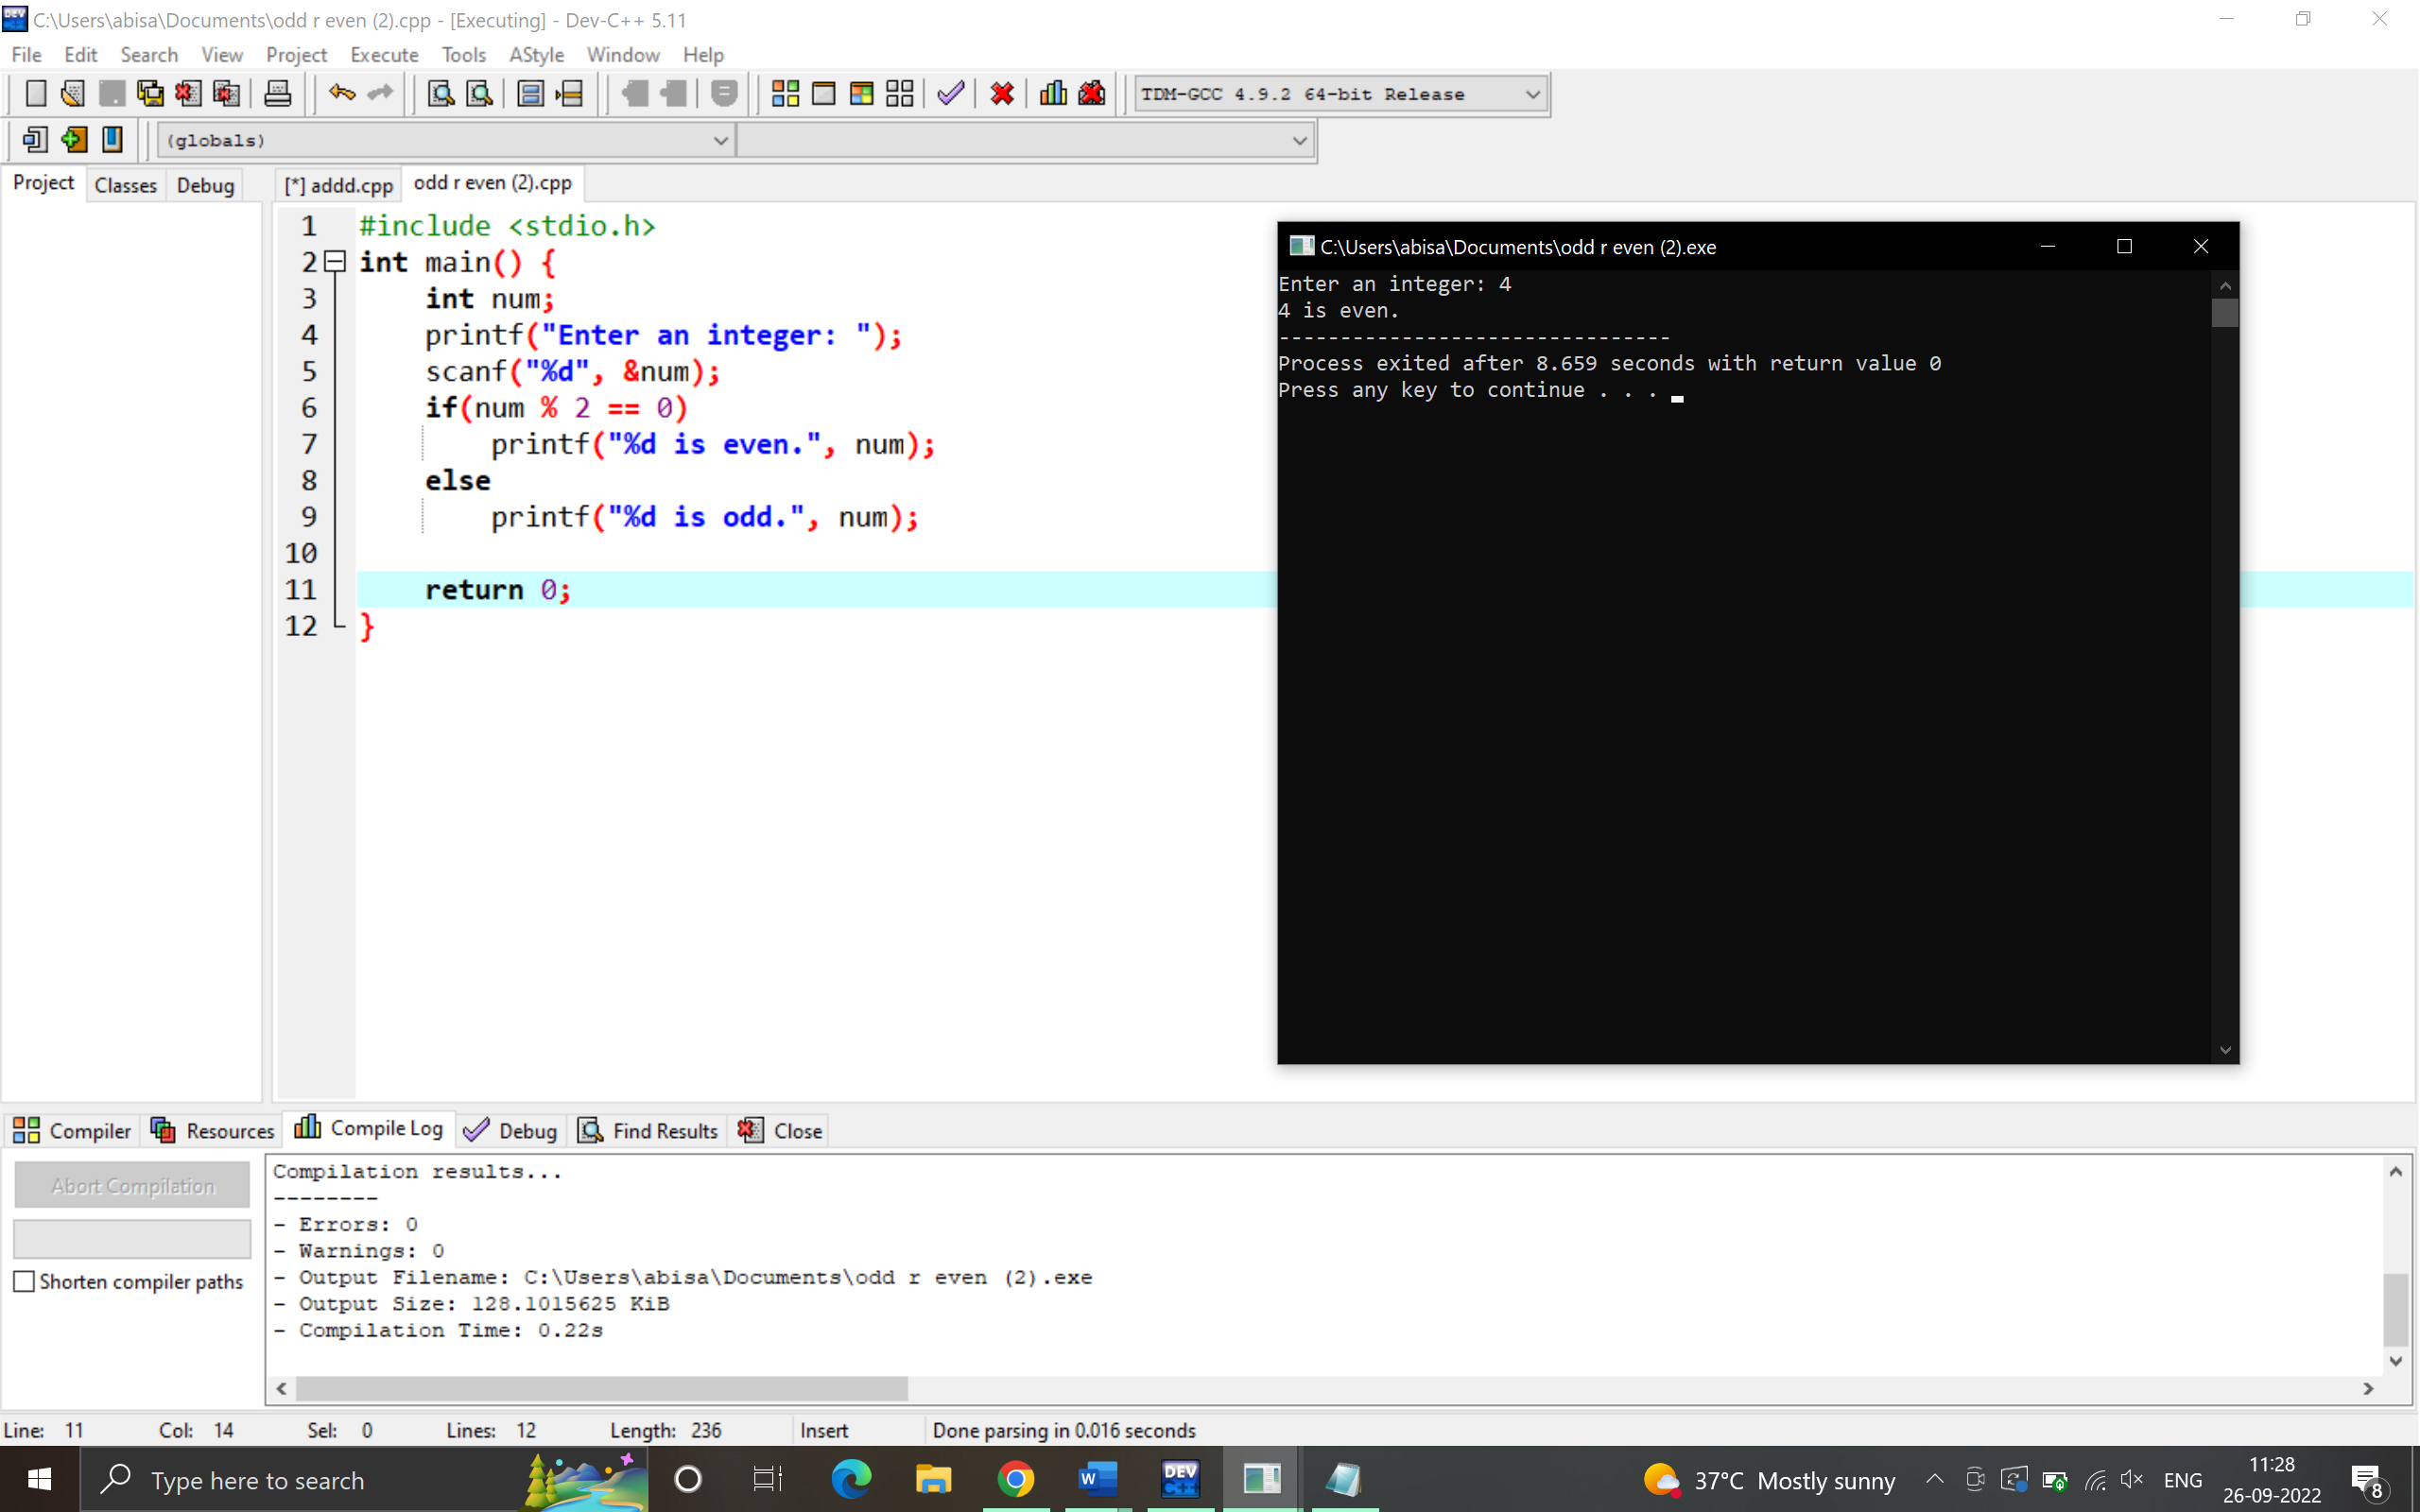 C:\Users\abisa\Documents\odd r even (2).cpp - [Executing] - Dev-C++ 5.11
File Edit Search View Project Execute Tools AStyle Window Help
TDM-GCC 4.9.2 64-bit Release
(globals)
Project Classes Debug
[*] addd.cpp odd r even (2).cpp
1 #include <stdio.h>
2 int main() {
3 int num;
4 printf("Enter an integer: ");
5 scanf("%d", &num);
6 if(num % 2 == 0)
7 printf("%d is even.", num);
8 else
9 printf("%d is odd.", num);
10
11 return 0;
12 }
C:\Users\abisa\Documents\odd r even (2).exe
Enter an integer: 4
4 is even.
--------------------------------
Process exited after 8.659 seconds with return value 0
Press any key to continue . . .
Compiler Resources Compile Log Debug Find Results Close
Abort Compilation
Shorten compiler paths
Compilation results...
--------
- Errors: 0
- Warnings: 0
- Output Filename: C:\Users\abisa\Documents\odd r even (2).exe
- Output Size: 128.1015625 KiB
- Compilation Time: 0.22s
Line: 11 Col: 14 Sel: 0 Lines: 12 Length: 236 Insert Done parsing in 0.016 seconds
Type here to search
DEV C++
37°C Mostly sunny
ENG
11:28
26-09-2022
8